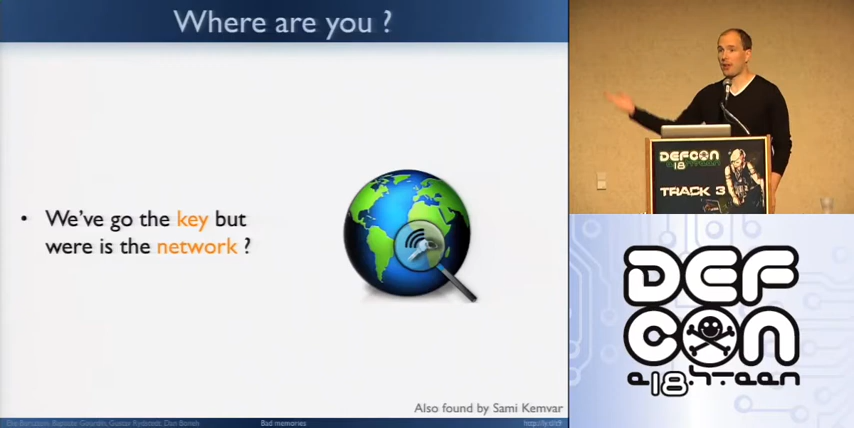 Where are you ?
• We've go the key but
were is the network ?
Also found by Sami Kemvar
Bad memories
DEFCON
18
TRACK 3
DEF
CON